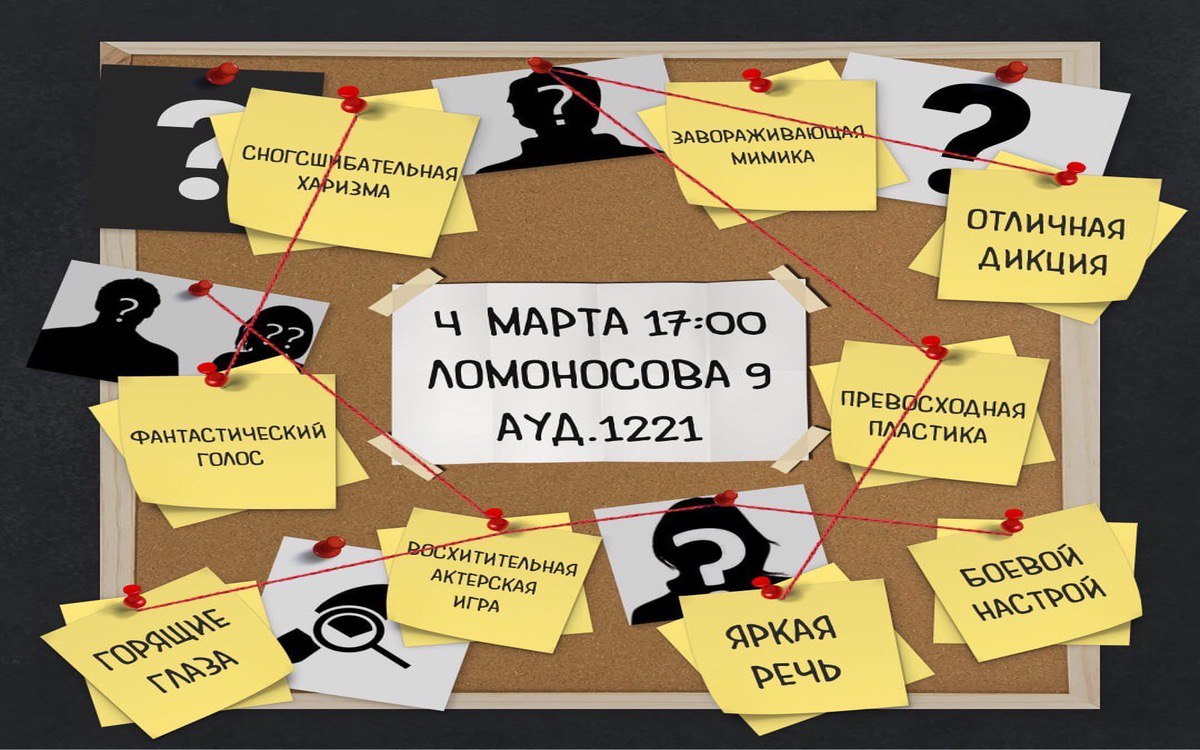 СНОГСШИБАТЕЛЬНАЯ
ХАРИЗМА
?
ЗАВОРАЖИВАЮЩАЯ
МИМИКА
?
?
ОТЛИЧНАЯ
ДИКЦИЯ
?
??
4 МАРТА 17:00
ЛОМОНОСОВА 9
АУД.1221
ФАНТАСТИЧЕСКИЙ
ГОЛОС
ПРЕВОСХОДНАЯ
ПЛАСТИКА
ВОСХИТИТЕЛЬНАЯ
АКТЕРСКАЯ
ИГРА
?
БОЕВОЙ
НАСТРОЙ
ГОРЯЩИЕ
ГЛАЗА
ЯРКАЯ
РЕЧЬ